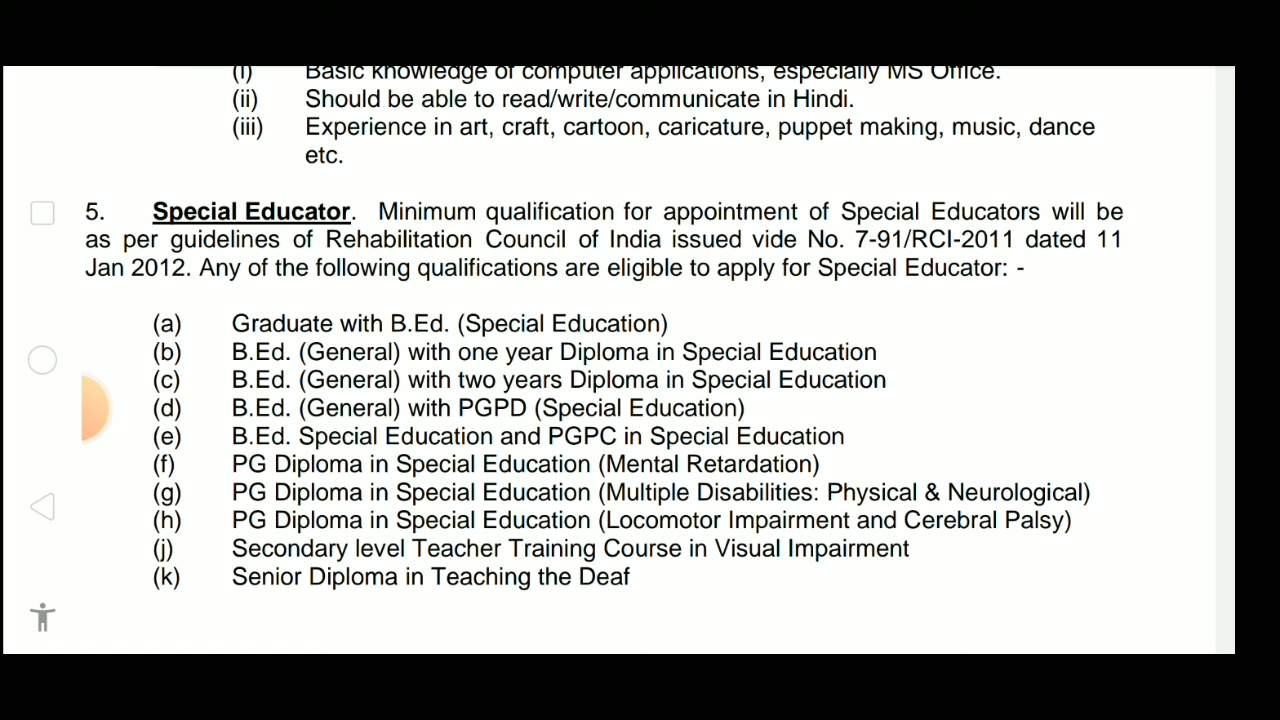 (i) Basic knowledge of computer applications, especially MS Office.
(ii) Should be able to read/write/communicate in Hindi.
(iii) Experience in art, craft, cartoon, caricature, puppet making, music, dance
etc.
5. Special Educator. Minimum qualification for appointment of Special Educators will be
as per guidelines of Rehabilitation Council of India issued vide No. 7-91/RCI-2011 dated 11
Jan 2012. Any of the following qualifications are eligible to apply for Special Educator: -
(a) Graduate with B.Ed. (Special Education)
(b) B.Ed. (General) with one year Diploma in Special Education
(c) B.Ed. (General) with two years Diploma in Special Education
(d) B.Ed. (General) with PGPD (Special Education)
(e) B.Ed. Special Education and PGPC in Special Education
(f) PG Diploma in Special Education (Mental Retardation)
(g) PG Diploma in Special Education (Multiple Disabilities: Physical & Neurological)
(h) PG Diploma in Special Education (Locomotor Impairment and Cerebral Palsy)
(j) Secondary level Teacher Training Course in Visual Impairment
(k) Senior Diploma in Teaching the Deaf